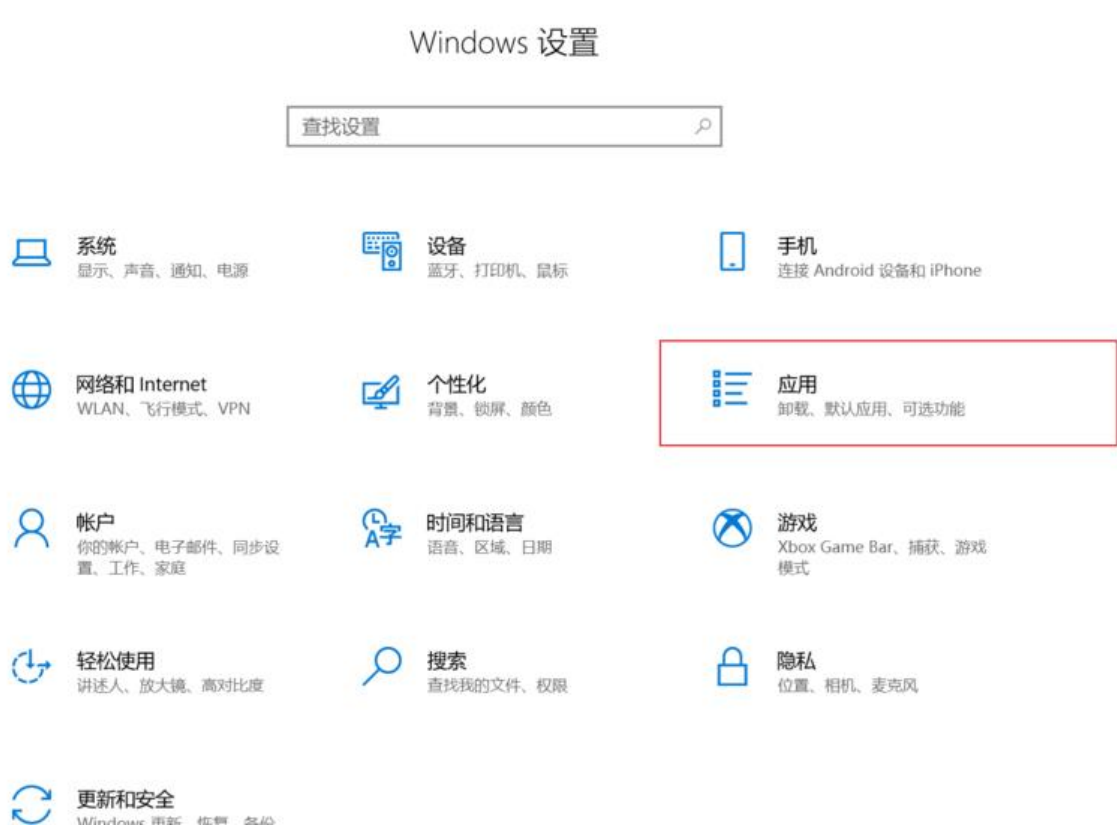 Windows 设置
查找设置
系统
显示、声音、通知、电源
设备
蓝牙、打印机、鼠标
手机
连接 Android 设备和 iPhone
网络和 Internet
WLAN、飞行模式、VPN
个性化
背景、锁屏、颜色
应用
卸载、默认应用、可选功能
帐户
你的帐户、电子邮件、同步设
置、工作、家庭
时间和语言
语音、区域、日期
游戏
Xbox Game Bar、捕获、游戏
模式
轻松使用
讲述人、放大镜、高对比度
搜索
查找我的文件、权限
隐私
位置、相机、麦克风
更新和安全
Windows 更新、恢复、备份